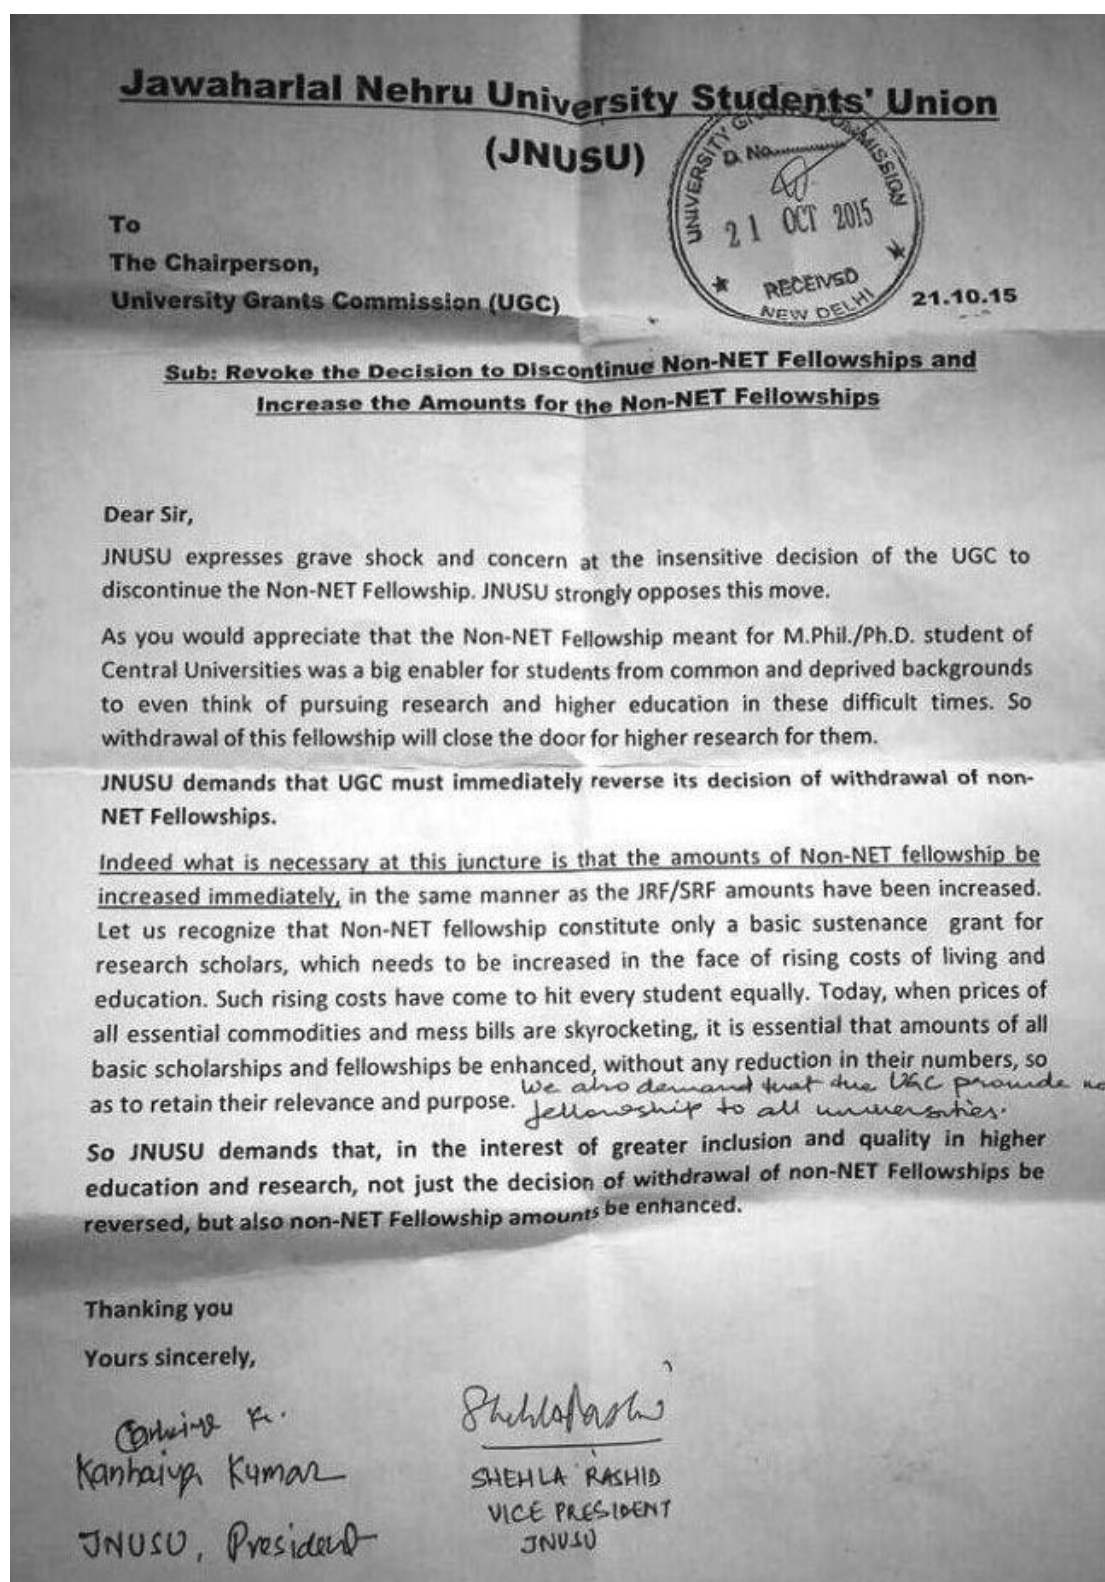 Jawaharlal Nehru University Students' Union
(JNUSU)
UNIVERSITY GRANTS COMMISSION
D. No.............
21 OCT 2015
RECEIVED
NEW DELHI
To
The Chairperson,
University Grants Commission (UGC)
21.10.15
Sub: Revoke the Decision to Discontinue Non-NET Fellowships and
Increase the Amounts for the Non-NET Fellowships
Dear Sir,
JNUSU expresses grave shock and concern at the insensitive decision of the UGC to
discontinue the Non-NET Fellowship. JNUSU strongly opposes this move.
As you would appreciate that the Non-NET Fellowship meant for M.Phil./Ph.D. student of
Central Universities was a big enabler for students from common and deprived backgrounds
to even think of pursuing research and higher education in these difficult times. So
withdrawal of this fellowship will close the door for higher research for them.
JNUSU demands that UGC must immediately reverse its decision of withdrawal of non-
NET Fellowships.
Indeed what is necessary at this juncture is that the amounts of Non-NET fellowship be
increased immediately, in the same manner as the JRF/SRF amounts have been increased.
Let us recognize that Non-NET fellowship constitute only a basic sustenance grant for
research scholars, which needs to be increased in the face of rising costs of living and
education. Such rising costs have come to hit every student equally. Today, when prices of
all essential commodities and mess bills are skyrocketing, it is essential that amounts of all
basic scholarships and fellowships be enhanced, without any reduction in their numbers, so
as to retain their relevance and purpose.
We also demand that the UGC provide
fellowship to all universities.
So JNUSU demands that, in the interest of greater inclusion and quality in higher
education and research, not just the decision of withdrawal of non-NET Fellowships be
reversed, but also non-NET Fellowship amounts be enhanced.
Thanking you
Yours sincerely,
Kanhaiya Kumar
JNUSU, President
Shehla Rashid
SHEHLA RASHID
VICE PRESIDENT
JNUSU